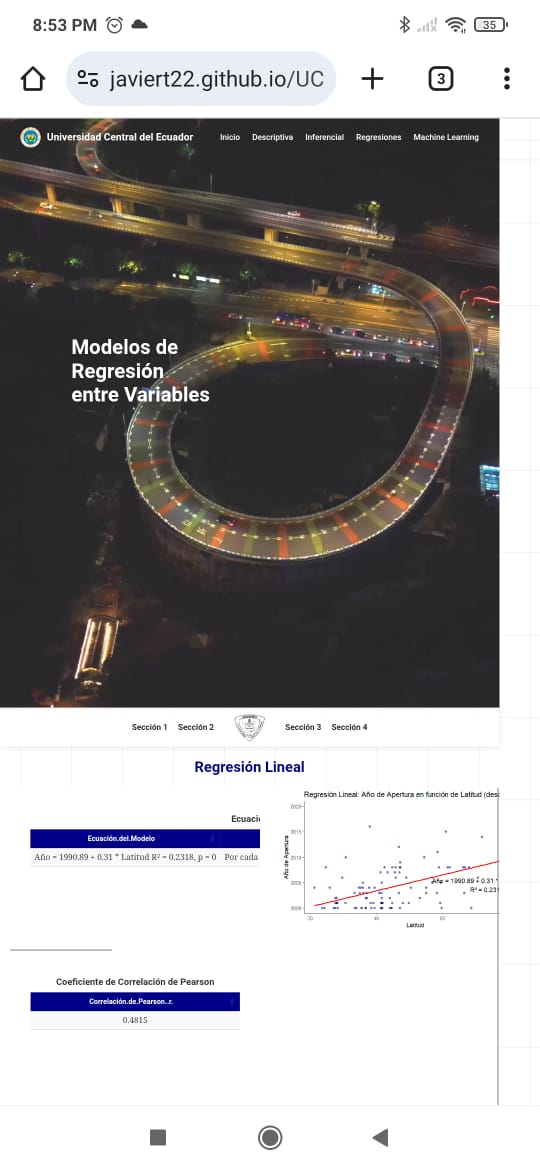 8:53 PM
35
javiert22.github.io/UC
3
Universidad Central del Ecuador
Inicio Descriptiva Inferencial Regresiones Machine Learning
Modelos de
Regresión
entre Variables
Sección 1 Sección 2 Sección 3 Sección 4
Regresión Lineal
Ecuaci
Ecuación.del.Modelo
Año = 1990.89 + 0.31 * Latitud R² = 0.2318, p = 0 Por cada
Regresión Lineal: Año de Apertura en función de Latitud (des
Año de Apertura
2020
2015
2010
2005
2000
Año = 1990.89 + 0.31 *
R² = 0.231
30 40 50
Latitud
Coeficiente de Correlación de Pearson
Correlación.de.Pearson..r.
0.4815